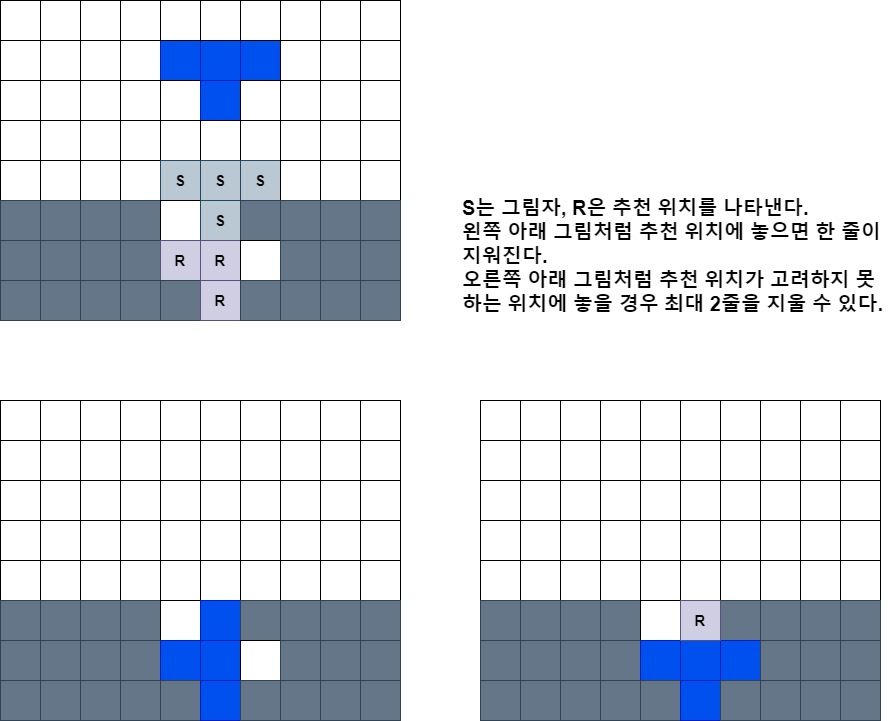 S S S
S
R R
R
S는 그림자, R은 추천 위치를 나타낸다.
왼쪽 아래 그림처럼 추천 위치에 놓으면 한 줄이
지워진다.
오른쪽 아래 그림처럼 추천 위치가 고려하지 못
하는 위치에 놓을 경우 최대 2줄을 지울 수 있다.
R